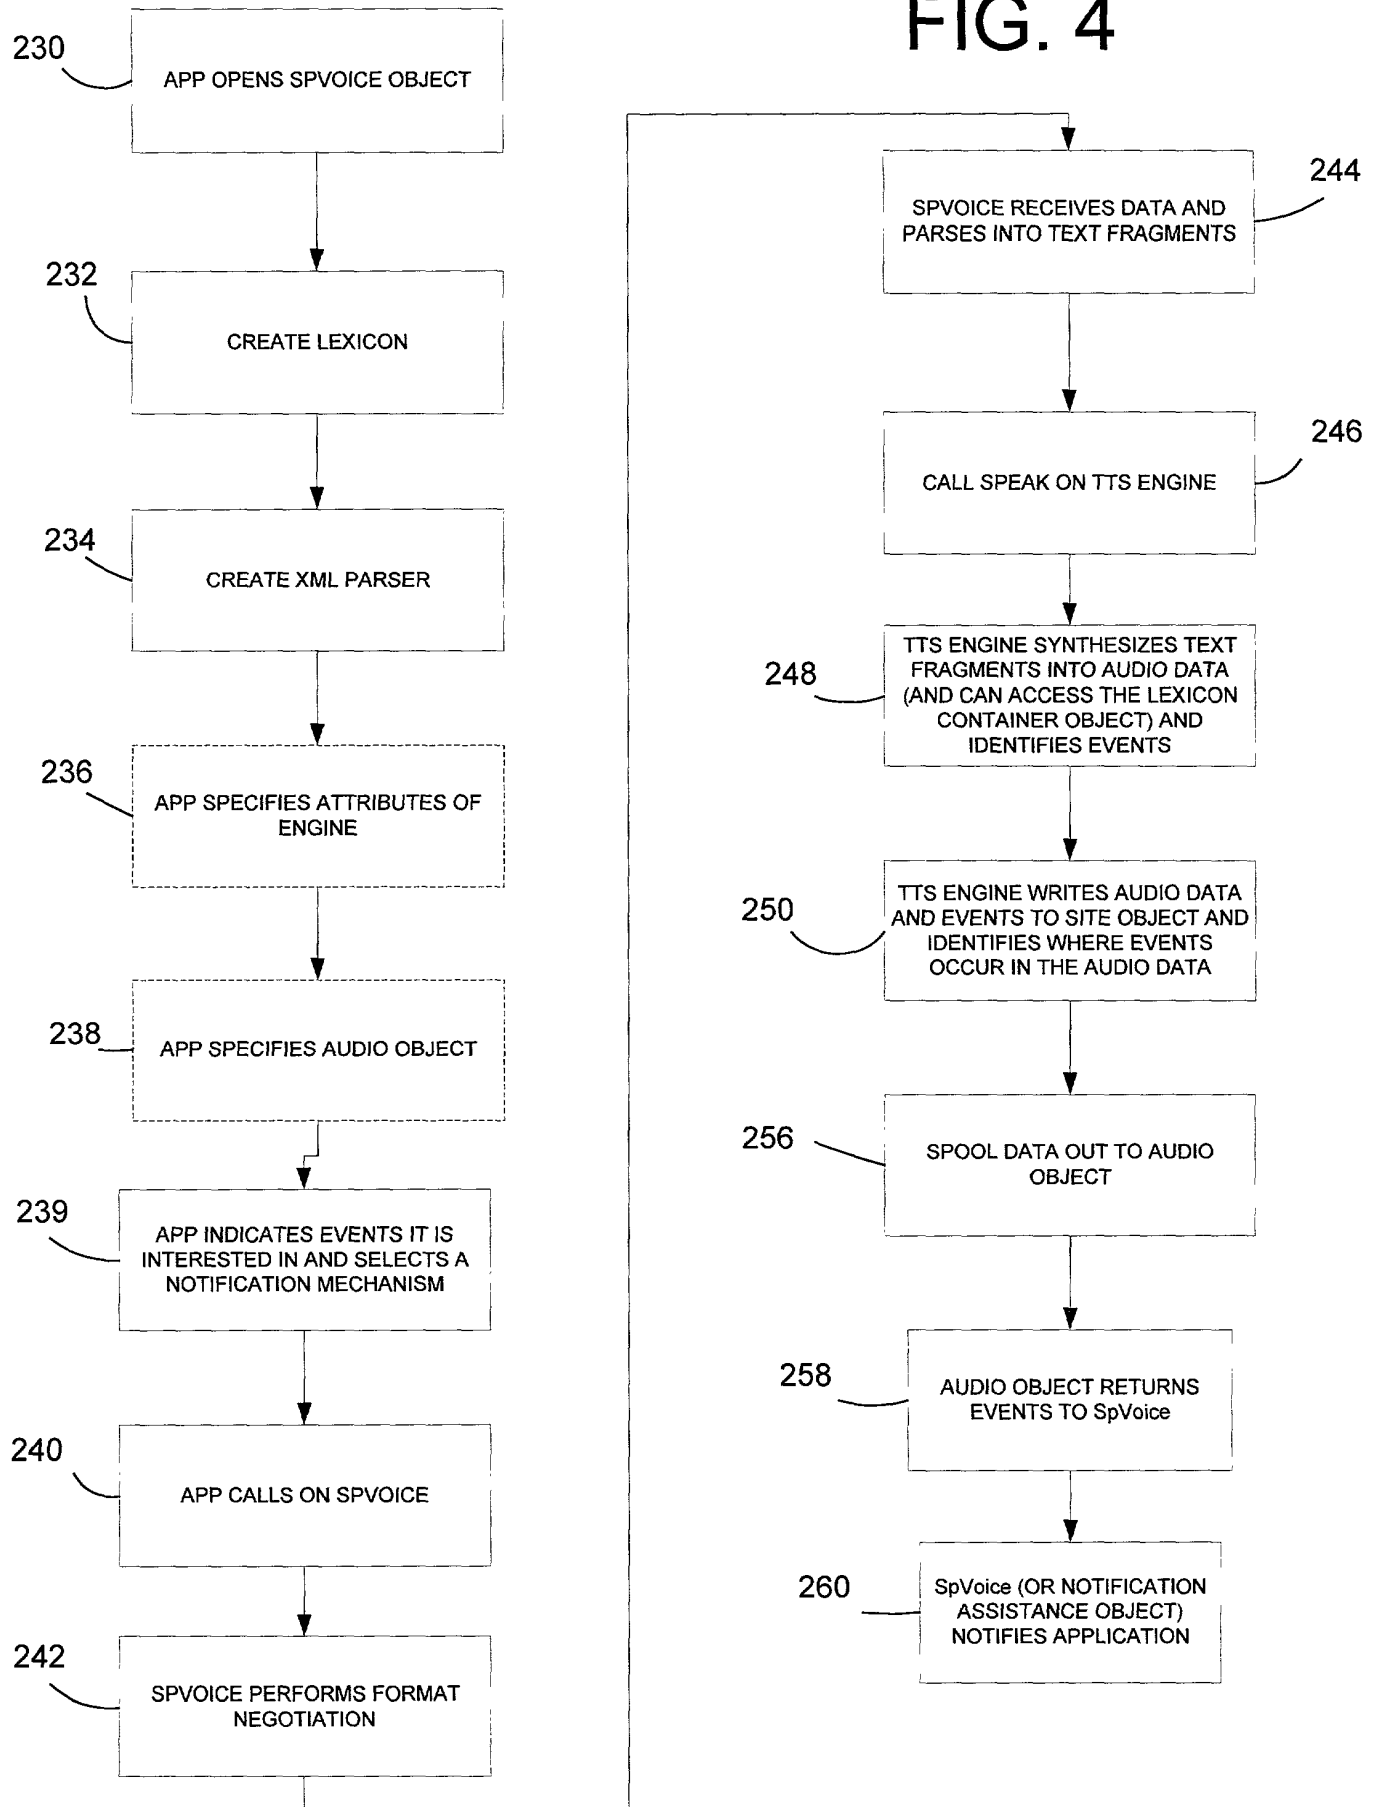 FIG. 4
230
APP OPENS SPVOICE OBJECT
232
CREATE LEXICON
234
CREATE XML PARSER
236
APP SPECIFIES ATTRIBUTES OF
ENGINE
238
APP SPECIFIES AUDIO OBJECT
239
APP INDICATES EVENTS IT IS
INTERESTED IN AND SELECTS A
NOTIFICATION MECHANISM
240
APP CALLS ON SPVOICE
242
SPVOICE PERFORMS FORMAT
NEGOTIATION
244
SPVOICE RECEIVES DATA AND
PARSES INTO TEXT FRAGMENTS
246
CALL SPEAK ON TTS ENGINE
248
TTS ENGINE SYNTHESIZES TEXT
FRAGMENTS INTO AUDIO DATA
(AND CAN ACCESS THE LEXICON
CONTAINER OBJECT) AND
IDENTIFIES EVENTS
250
TTS ENGINE WRITES AUDIO DATA
AND EVENTS TO SITE OBJECT AND
IDENTIFIES WHERE EVENTS
OCCUR IN THE AUDIO DATA
256
SPOOL DATA OUT TO AUDIO
OBJECT
258
AUDIO OBJECT RETURNS
EVENTS TO SpVoice
260
SpVoice (OR NOTIFICATION
ASSISTANCE OBJECT)
NOTIFIES APPLICATION